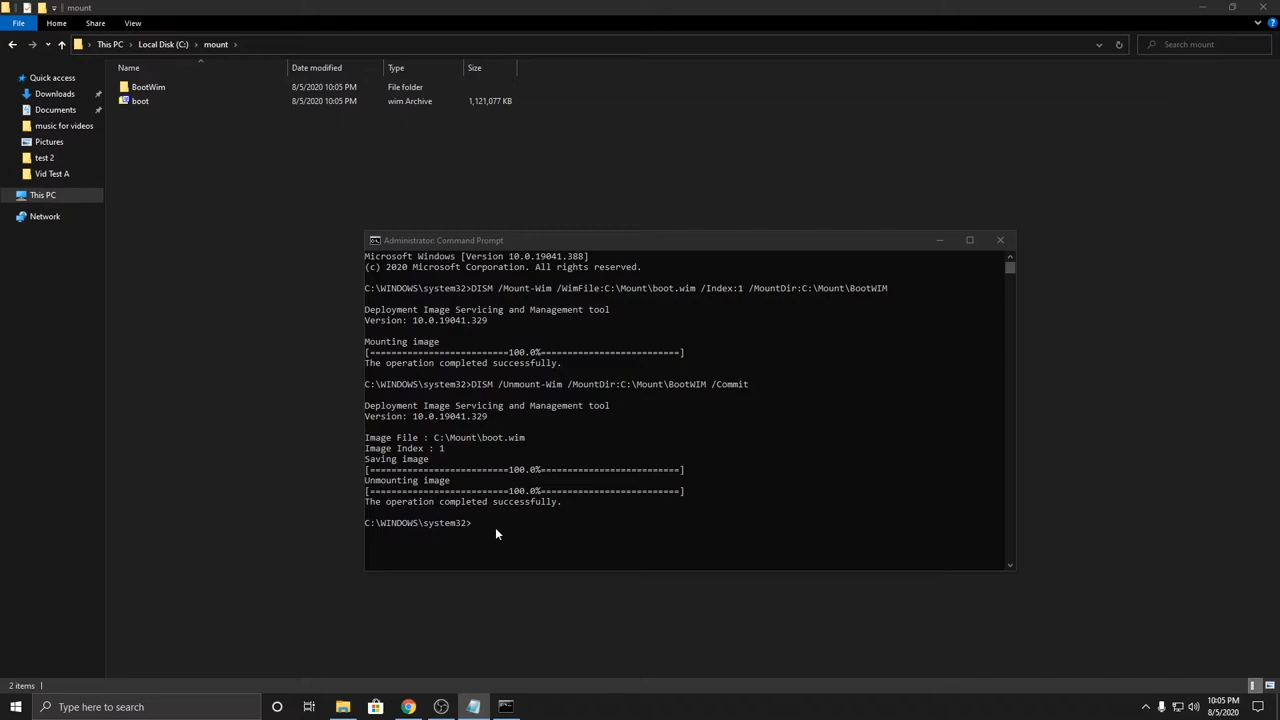 mount
File Home Share View
This PC Local Disk (C:) mount
Search mount
Name Date modified Type Size
Quick access
Downloads
Documents
music for videos
Pictures
test 2
Vid Test A
This PC
Network
BootWim 8/5/2020 10:05 PM File folder
boot 8/5/2020 10:05 PM wim Archive 1,121,077 KB
Administrator: Command Prompt
Microsoft Windows [Version 10.0.19041.388]
(c) 2020 Microsoft Corporation. All rights reserved.
C:\WINDOWS\system32>DISM /Mount-Wim /WimFile:C:\Mount\boot.wim /Index:1 /MountDir:C:\Mount\BootWIM
Deployment Image Servicing and Management tool
Version: 10.0.19041.329
Mounting image
[==========================100.0%==========================]
The operation completed successfully.
C:\WINDOWS\system32>DISM /Unmount-Wim /MountDir:C:\Mount\BootWIM /Commit
Deployment Image Servicing and Management tool
Version: 10.0.19041.329
Image File : C:\Mount\boot.wim
Image Index : 1
Saving image
[==========================100.0%==========================]
Unmounting image
[==========================100.0%==========================]
The operation completed successfully.
C:\WINDOWS\system32>
2 items
Type here to search
10:05 PM
8/5/2020